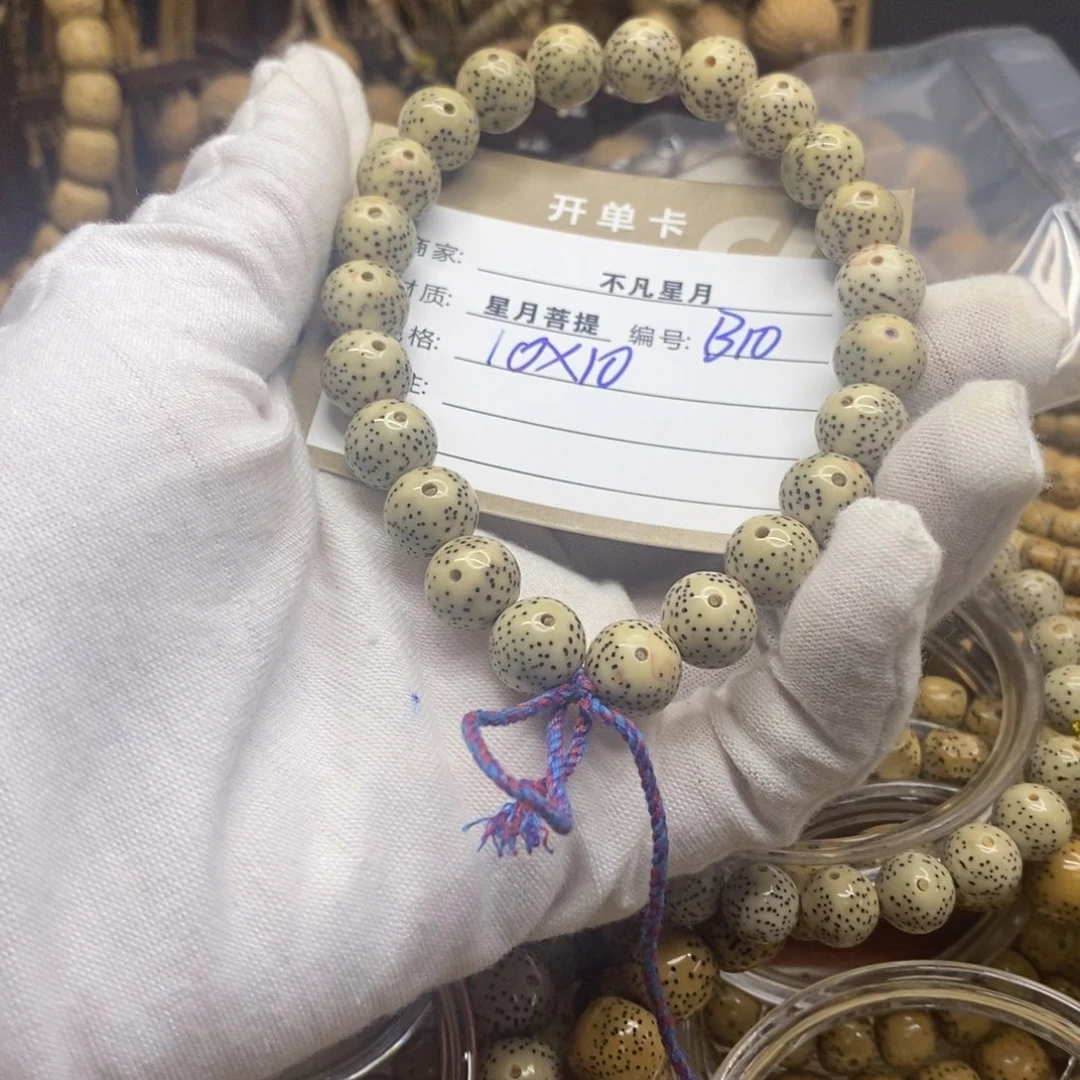 开单卡
商家: 不凡星月
材质: 星月菩提 编号: B10
格: 10X10
主: